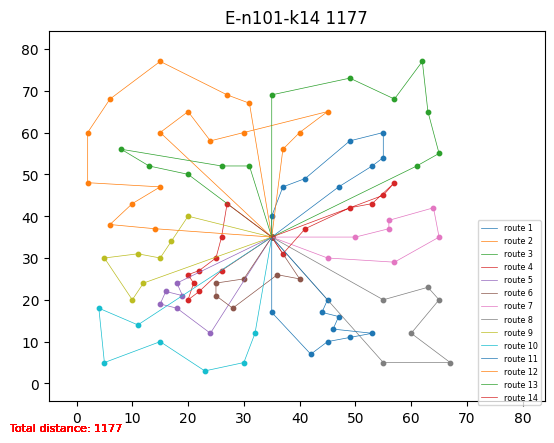 E-n101-k14 1177
80
70
60
50
40
30
20
10
0
0 10 20 30 40 50 60 70 80
route 1
route 2
route 3
route 4
route 5
route 6
route 7
route 8
route 9
route 10
route 11
route 12
route 13
route 14
Total distance: 1177